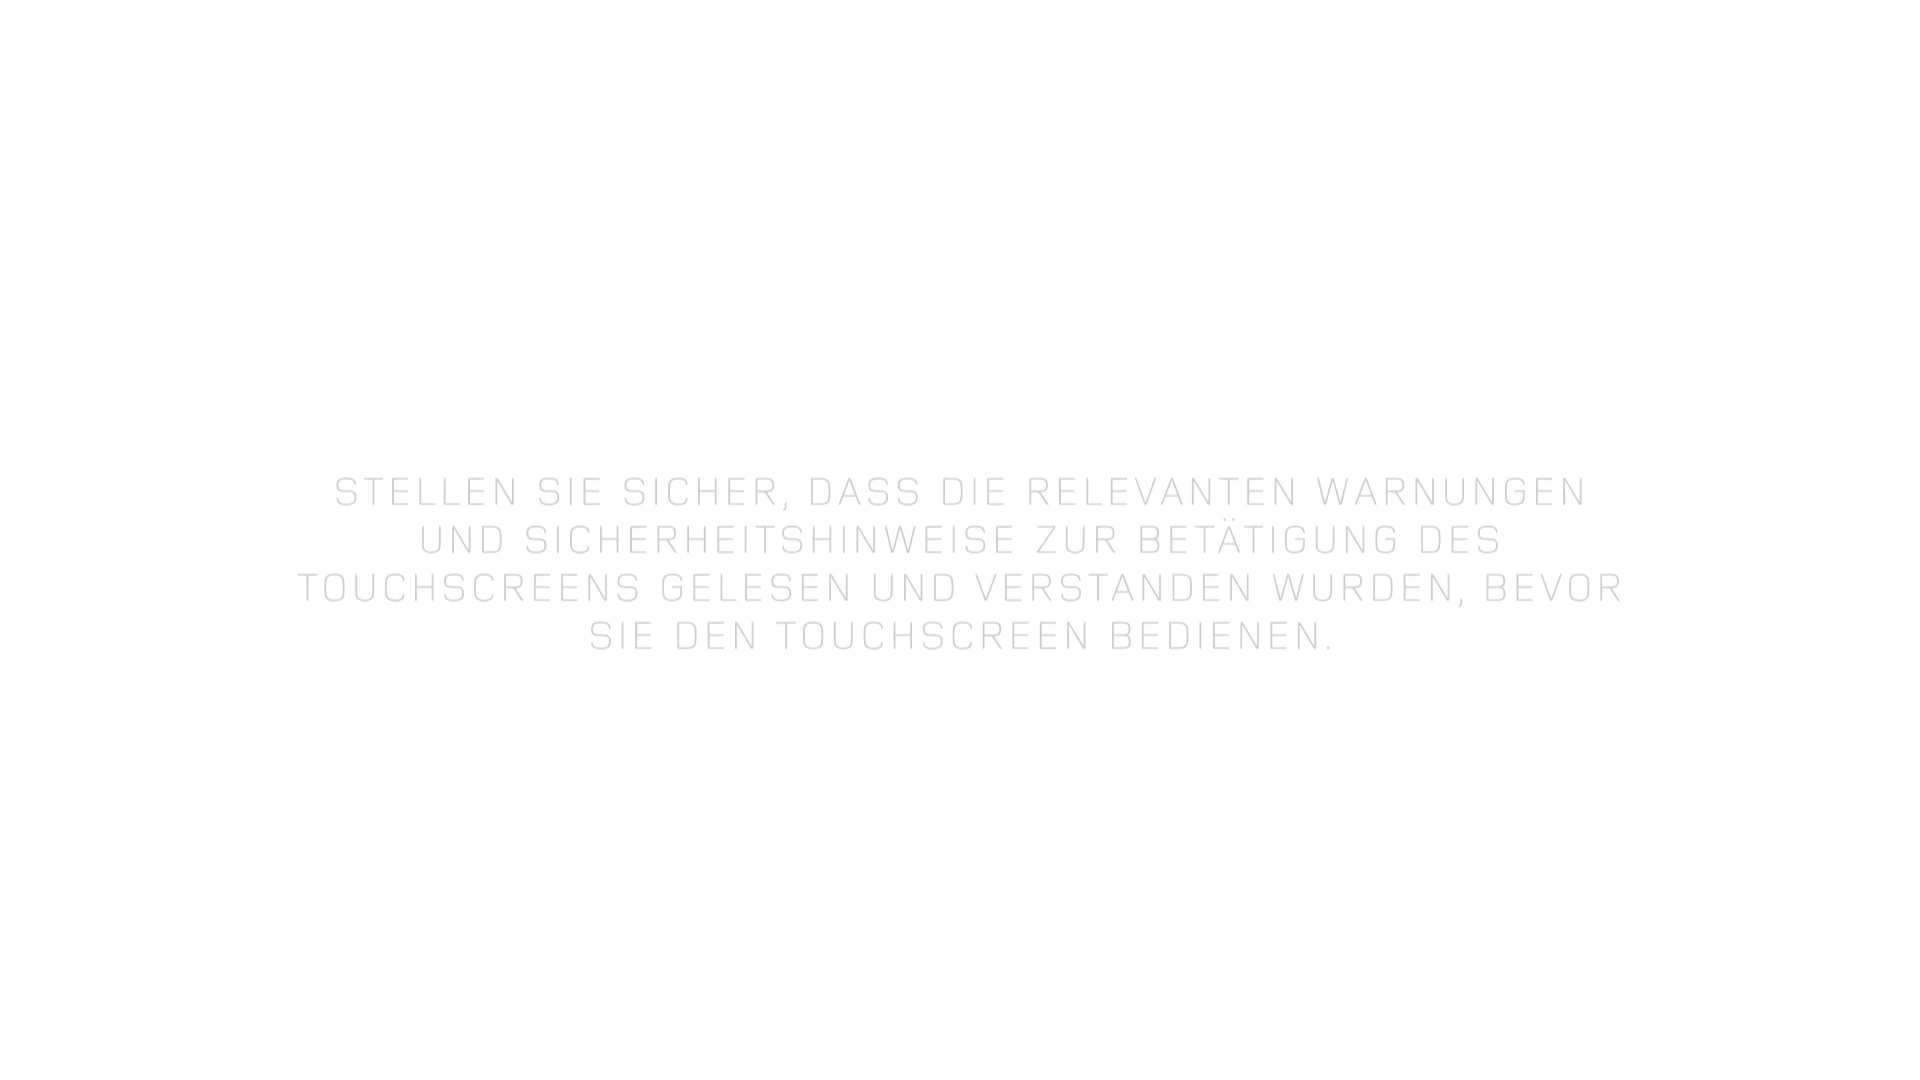 STELLEN SIE SICHER, DASS DIE RELEVANTEN WARNUNGEN
UND SICHERHEITSHINWEISE ZUR BETÄTIGUNG DES
TOUCHSCREENS GELESEN UND VERSTANDEN WURDEN, BEVOR
SIE DEN TOUCHSCREEN BEDIENEN.